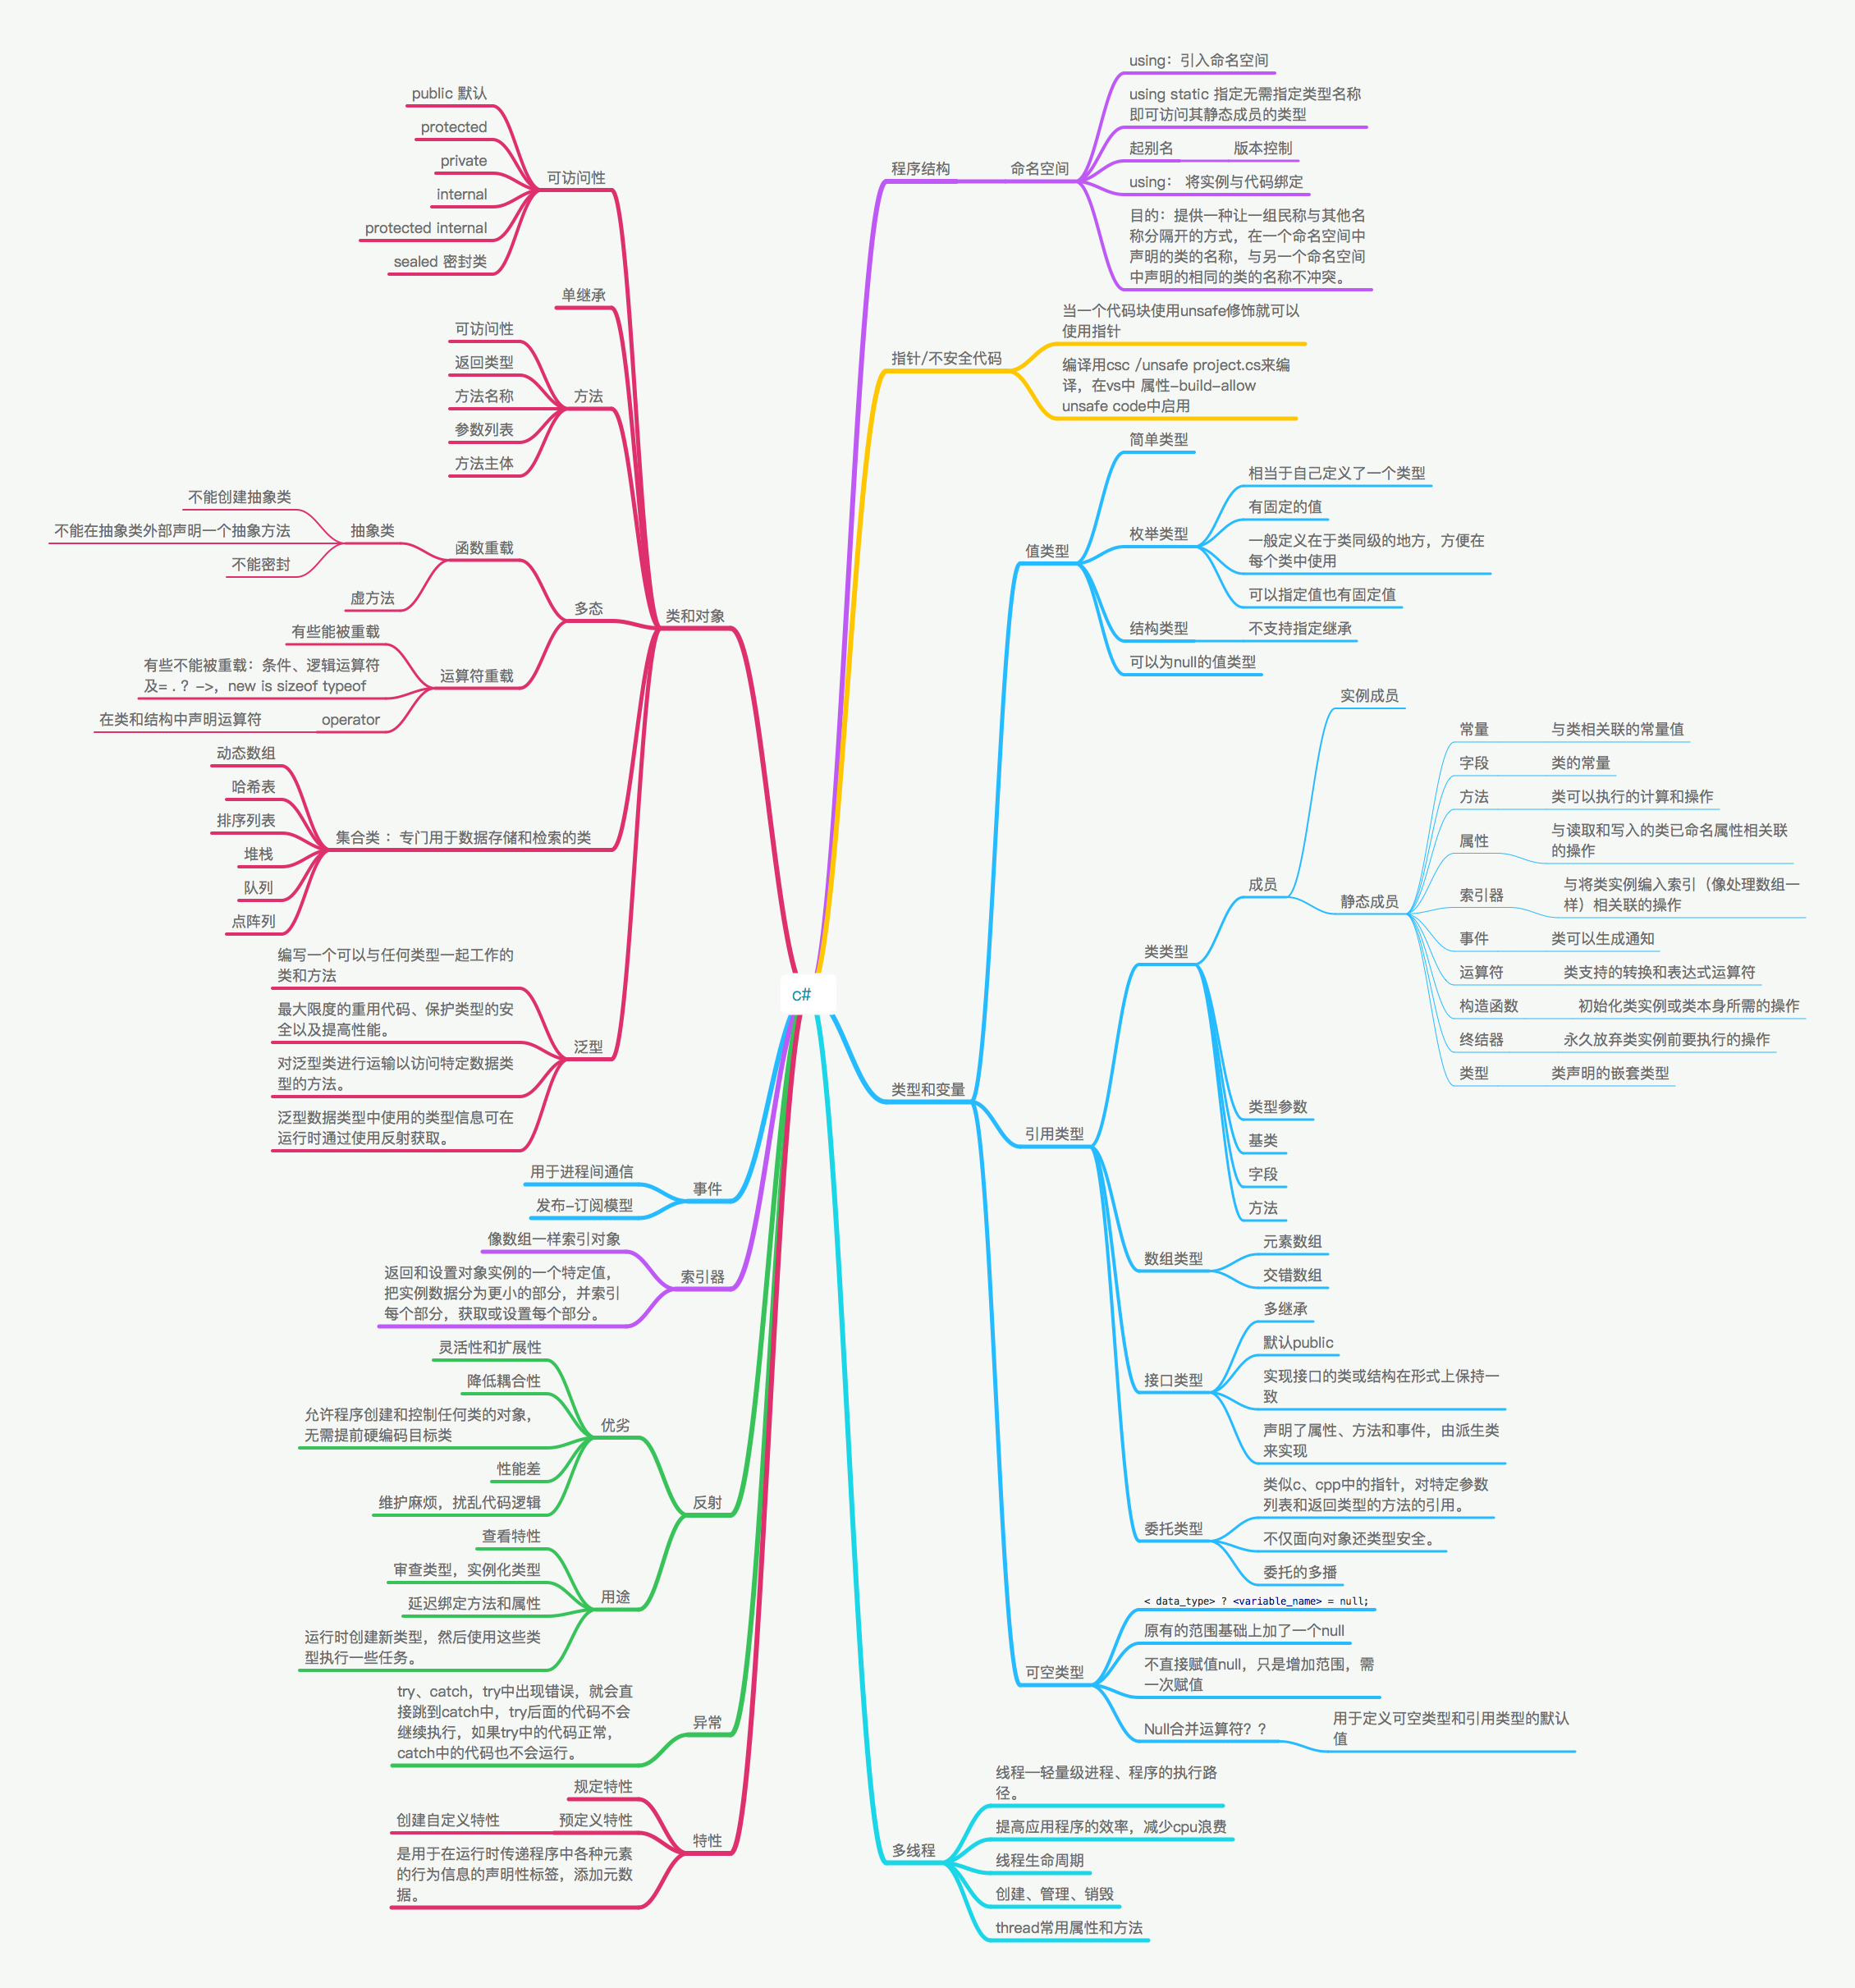 c#
程序结构
命名空间
using：引入命名空间
using static 指定无需指定类型名称
即可访问其静态成员的类型
起别名
版本控制
using： 将实例与代码绑定
目的：提供一种让一组民称与其他名
称分隔开的方式，在一个命名空间中
声明的类的名称，与另一个命名空间
中声明的相同的类的名称不冲突。
指针/不安全代码
当一个代码块使用unsafe修饰就可以
使用指针
编译用csc /unsafe project.cs来编
译，在vs中 属性-build-allow
unsafe code中启用
类型和变量
值类型
简单类型
枚举类型
相当于自己定义了一个类型
有固定的值
一般定义在于类同级的地方，方便在
每个类中使用
可以指定值也有固定值
结构类型
不支持指定继承
可以为null的值类型
引用类型
类类型
成员
实例成员
静态成员
常量
与类相关联的常量值
字段
类的常量
方法
类可以执行的计算和操作
属性
与读取和写入的类已命名属性相关联
的操作
索引器
与将类实例编入索引（像处理数组一
样）相关联的操作
事件
类可以生成通知
运算符
类支持的转换和表达式运算符
构造函数
初始化类实例或类本身所需的操作
终结器
永久放弃类实例前要执行的操作
类型
类声明的嵌套类型
类型参数
基类
字段
方法
数组类型
元素数组
交错数组
接口类型
多继承
默认public
实现接口的类或结构在形式上保持一
致
声明了属性、方法和事件，由派生类
来实现
委托类型
类似c、cpp中的指针，对特定参数
列表和返回类型的方法的引用。
不仅面向对象还类型安全。
委托的多播
可空类型
< data_type> ? <variable_name> = null;
原有的范围基础上加了一个null
不直接赋值null，只是增加范围，需
一次赋值
Null合并运算符？？
用于定义可空类型和引用类型的默认
值
多线程
线程—轻量级进程、程序的执行路
径。
提高应用程序的效率，减少cpu浪费
线程生命周期
创建、管理、销毁
thread常用属性和方法
类和对象
可访问性
public 默认
protected
private
internal
protected internal
sealed 密封类
单继承
方法
可访问性
返回类型
方法名称
参数列表
方法主体
多态
函数重载
抽象类
不能创建抽象类
不能在抽象类外部声明一个抽象方法
不能密封
虚方法
运算符重载
有些能被重载
有些不能被重载：条件、逻辑运算符
及= . ？ ->，new is sizeof typeof
operator
在类和结构中声明运算符
集合类 ：专门用于数据存储和检索的类
动态数组
哈希表
排序列表
堆栈
队列
点阵列
泛型
编写一个可以与任何类型一起工作的
类和方法
最大限度的重用代码、保护类型的安
全以及提高性能。
对泛型类进行运输以访问特定数据类
型的方法。
泛型数据类型中使用的类型信息可在
运行时通过使用反射获取。
事件
用于进程间通信
发布-订阅模型
索引器
像数组一样索引对象
返回和设置对象实例的一个特定值，
把实例数据分为更小的部分，并索引
每个部分，获取或设置每个部分。
反射
优劣
灵活性和扩展性
降低耦合性
允许程序创建和控制任何类的对象，
无需提前硬编码目标类
性能差
维护麻烦，扰乱代码逻辑
用途
查看特性
审查类型，实例化类型
延迟绑定方法和属性
运行时创建新类型，然后使用这些类
型执行一些任务。
异常
try、catch，try中出现错误，就会直
接跳到catch中，try后面的代码不会
继续执行，如果try中的代码正常，
catch中的代码也不会运行。
特性
规定特性
预定义特性
创建自定义特性
是用于在运行时传递程序中各种元素
的行为信息的声明性标签，添加元数
据。